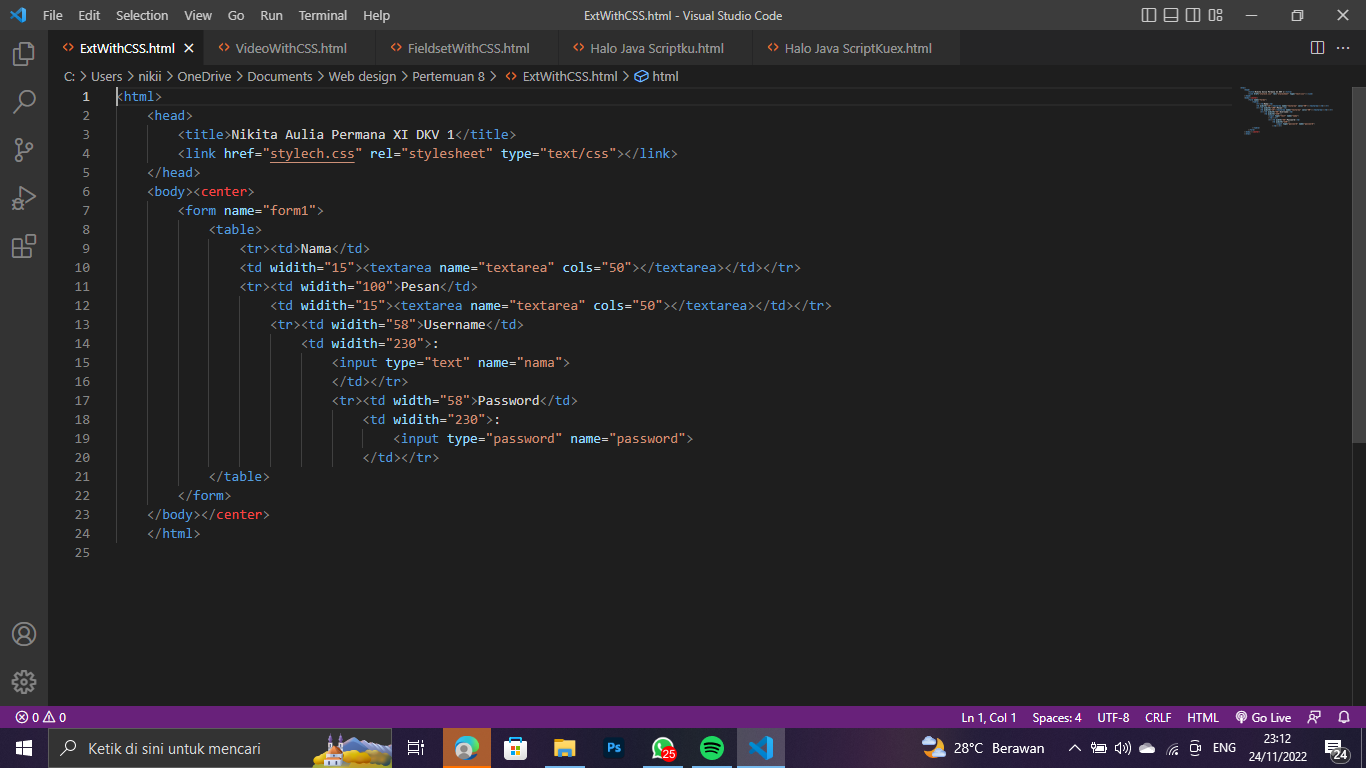 File Edit Selection View Go Run Terminal Help ExtWithCSS.html - Visual Studio Code
ExtWithCSS.html VideoWithCSS.html FieldsetWithCSS.html Halo Java Scriptku.html Halo Java ScriptKuex.html
C: > Users > nikii > OneDrive > Documents > Web design > Pertemuan 8 > ExtWithCSS.html > html
1 <html>
2 <head>
3 <title>Nikita Aulia Permana XI DKV 1</title>
4 <link href="stylech.css" rel="stylesheet" type="text/css"></link>
5 </head>
6 <body><center>
7 <form name="form1">
8 <table>
9 <tr><td>Nama</td>
10 <td widith="15"><textarea name="textarea" cols="50"></textarea></td></tr>
11 <tr><td widith="100">Pesan</td>
12 <td widith="15"><textarea name="textarea" cols="50"></textarea></td></tr>
13 <tr><td widith="58">Username</td>
14 <td widith="230">:
15 <input type="text" name="nama">
16 </td></tr>
17 <tr><td width="58">Password</td>
18 <td widith="230">:
19 <input type="password" name="password">
20 </td></tr>
21 </table>
22 </form>
23 </body></center>
24 </html>
25
0 0 Ln 1, Col 1 Spaces: 4 UTF-8 CRLF HTML Go Live
Ketik di sini untuk mencari Ps 25 28°C Berawan ENG 23:12
24/11/2022 24